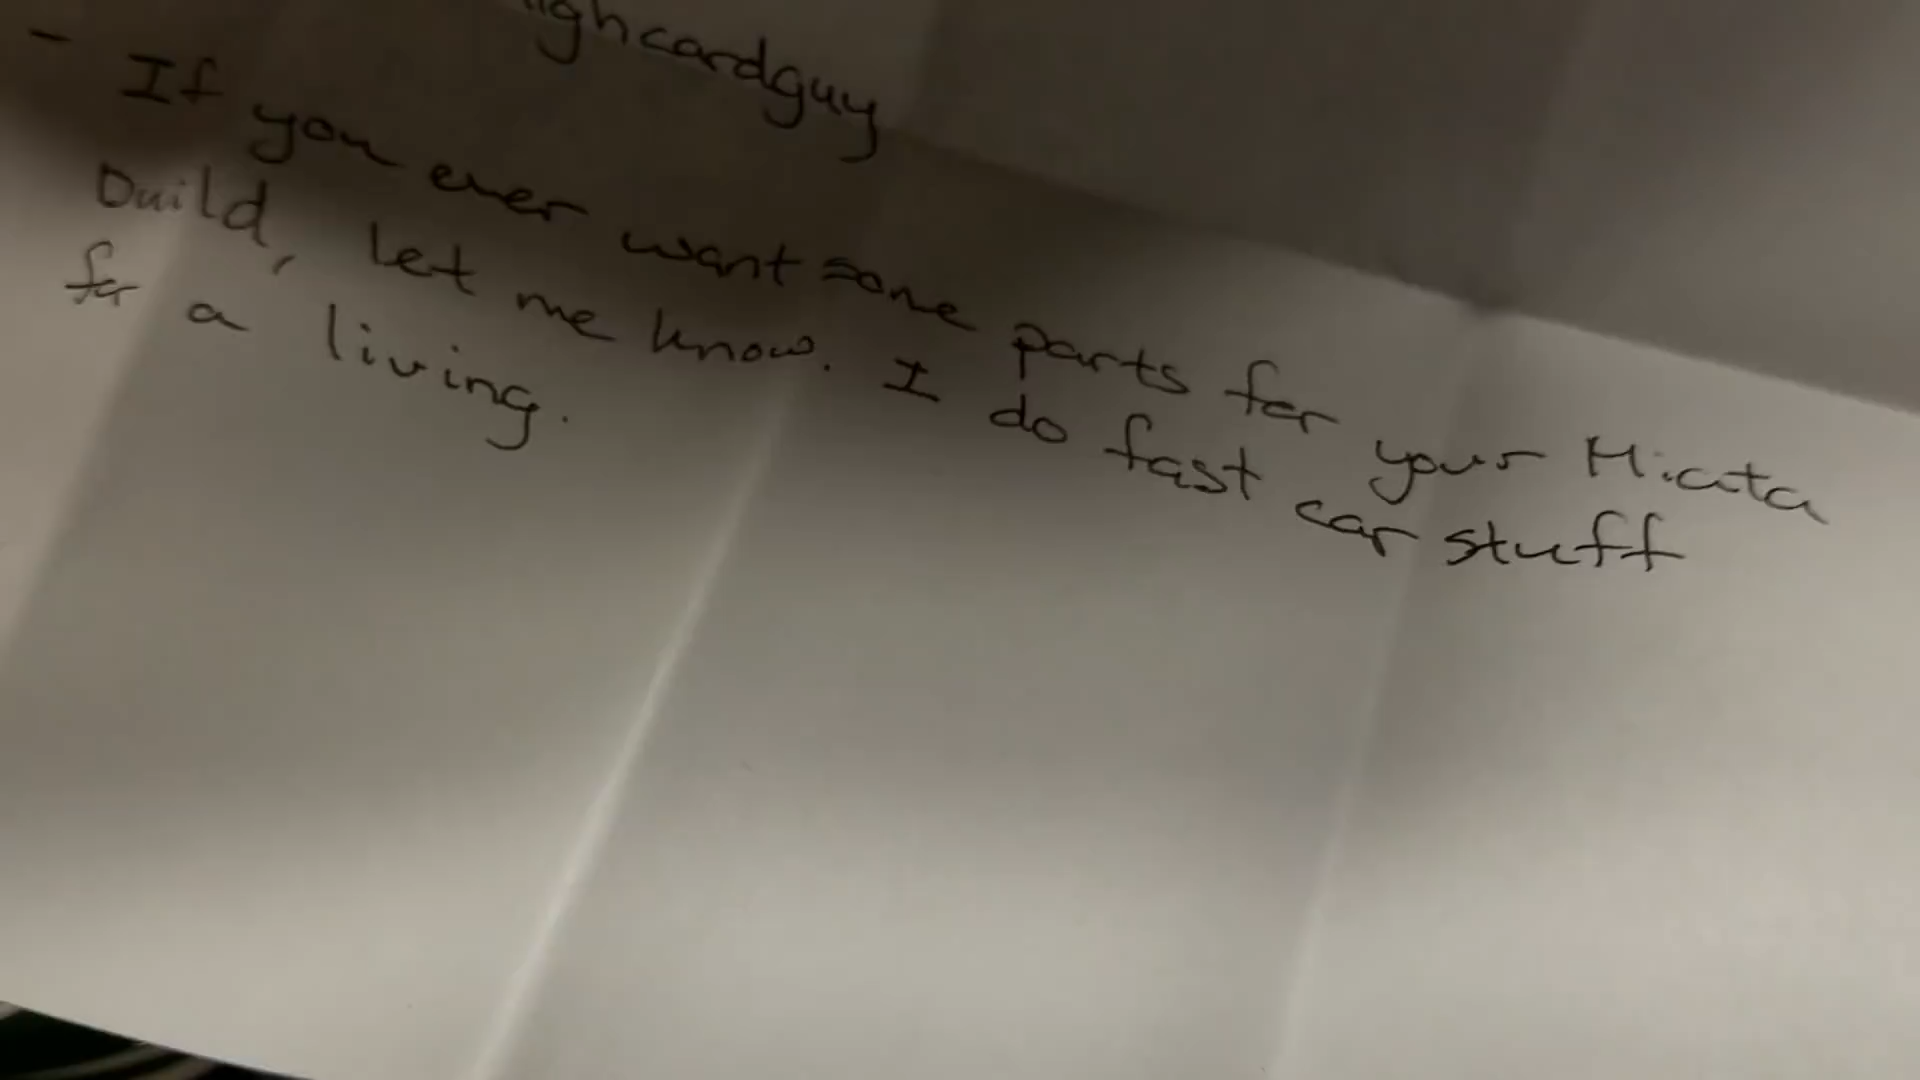 ighcardguy
- If you ever want some parts for your Miata
build, let me know. I do fast car stuff
for a living.